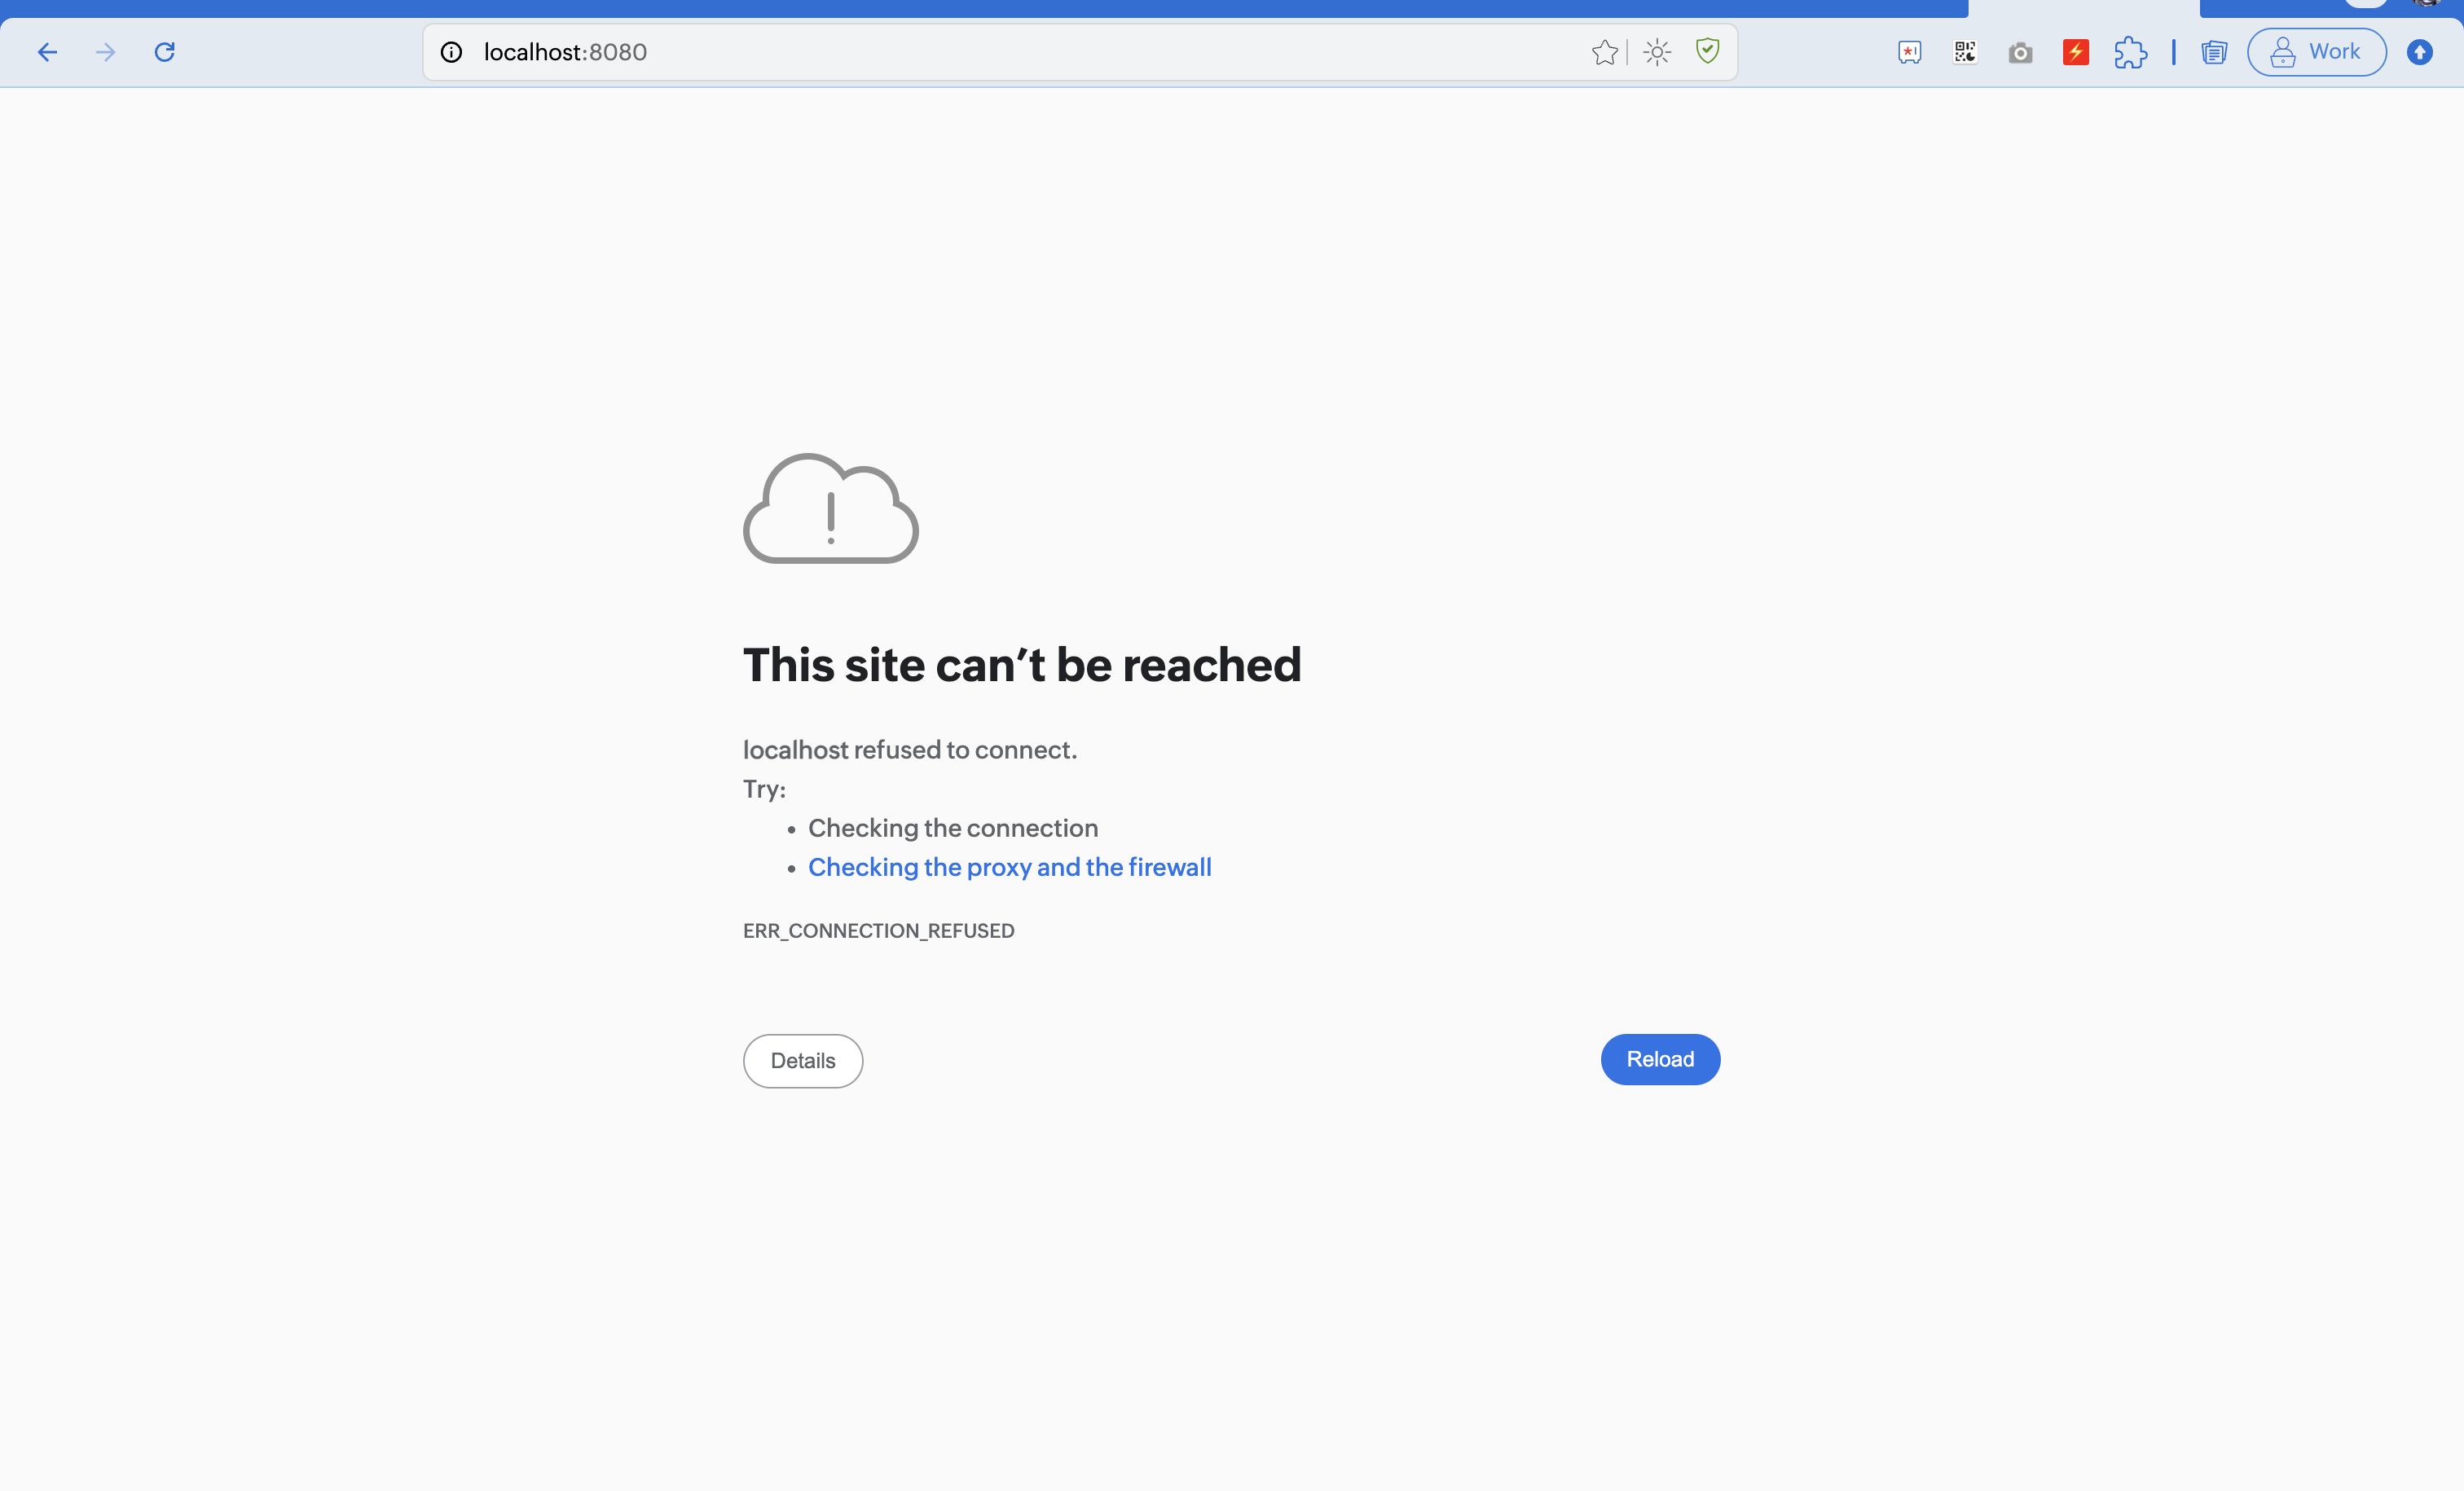 localhost:8080
Work
This site can’t be reached
localhost refused to connect.
Try:
• Checking the connection
• Checking the proxy and the firewall
ERR_CONNECTION_REFUSED
Details
Reload